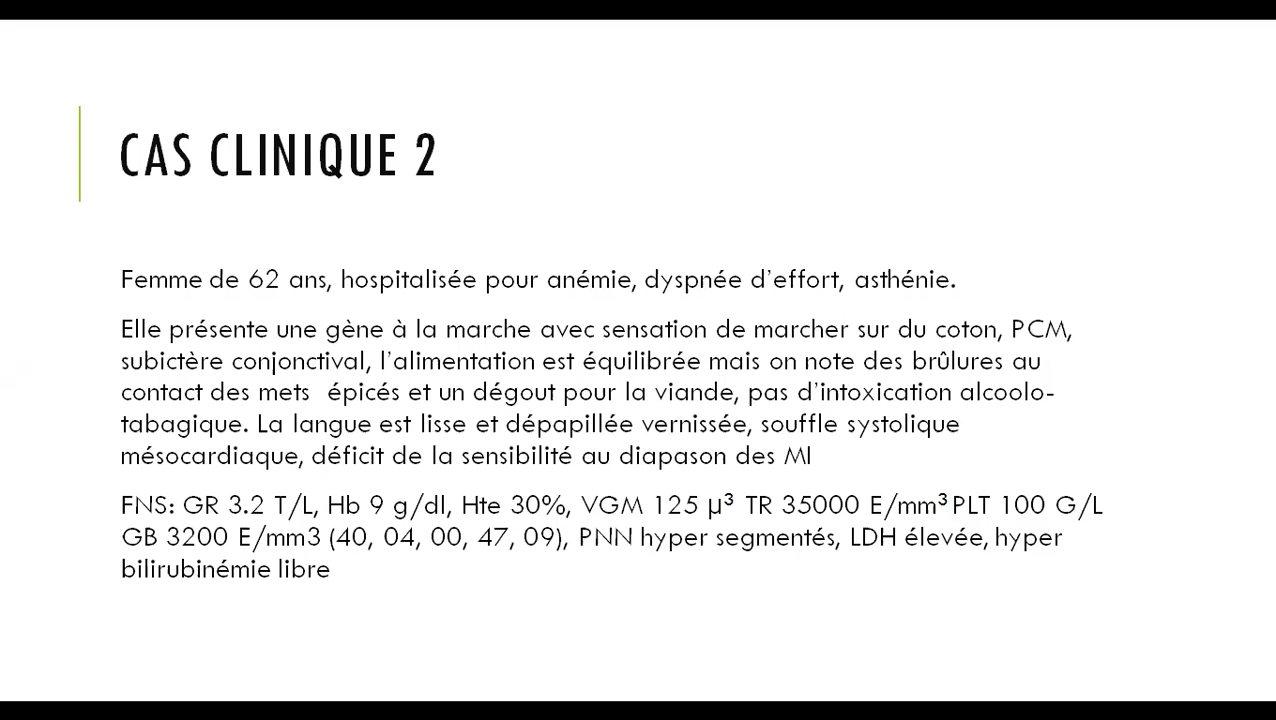 CAS CLINIQUE 2
Femme de 62 ans, hospitalisée pour anémie, dyspnée d'effort, asthénie.
Elle présente une gène à la marche avec sensation de marcher sur du coton, PCM,
subictère conjonctival, l'alimentation est équilibrée mais on note des brûlures au
contact des mets  épicés et un dégout pour la viande, pas d'intoxication alcoolo-
tabagique. La langue est lisse et dépapillée vernissée, souffle systolique
mésocardiaque, déficit de la sensibilité au diapason des MI
FNS: GR 3.2 T/L, Hb 9 g/dl, Hte 30%, VGM 125 µ³ TR 35000 E/mm³ PLT 100 G/L
GB 3200 E/mm3 (40, 04, 00, 47, 09), PNN hyper segmentés, LDH élevée, hyper
bilirubinémie libre